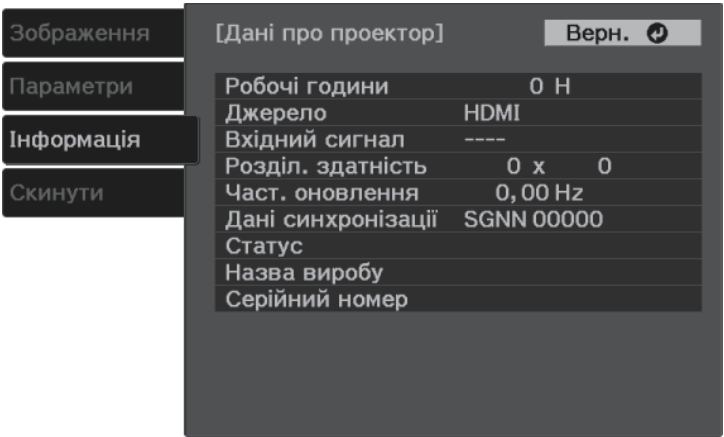 Зображення
Параметри
Інформація
Скинути
[Дані про проектор]
Верн.
Робочі години 0 H
Джерело HDMI
Вхідний сигнал ----
Розділ. здатність 0 x 0
Част. оновлення 0,00 Hz
Дані синхронізації SGNN 00000
Статус
Назва виробу
Серійний номер